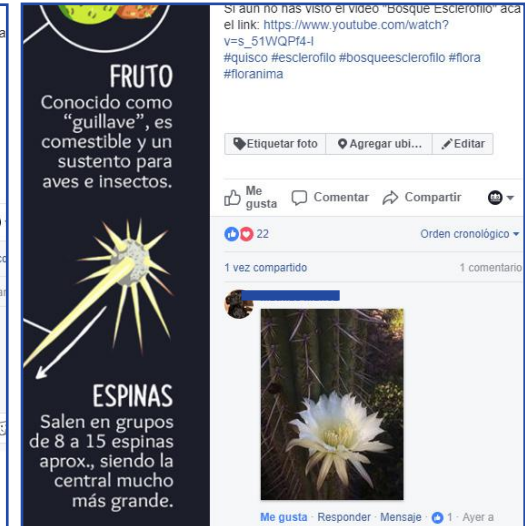 FRUTO
Conocido como
“guillave”, es
comestible y un
sustento para
aves e insectos.
ESPINAS
Salen en grupos
de 8 a 15 espinas
aprox., siendo la
central mucho
más grande.
Si aún no has visto el video "Bosque Esclerófilo" acá
el link: https://www.youtube.com/watch?
v=s_51WQPf4-I
#quisco #esclerofilo #bosqueesclerofilo #flora
#floranima
Etiquetar foto
Agregar ubi...
Editar
Me gusta
Comentar
Compartir
22
Orden cronológico
1 vez compartido
1 comentario
Me gusta · Responder · Mensaje · 1 · Ayer a